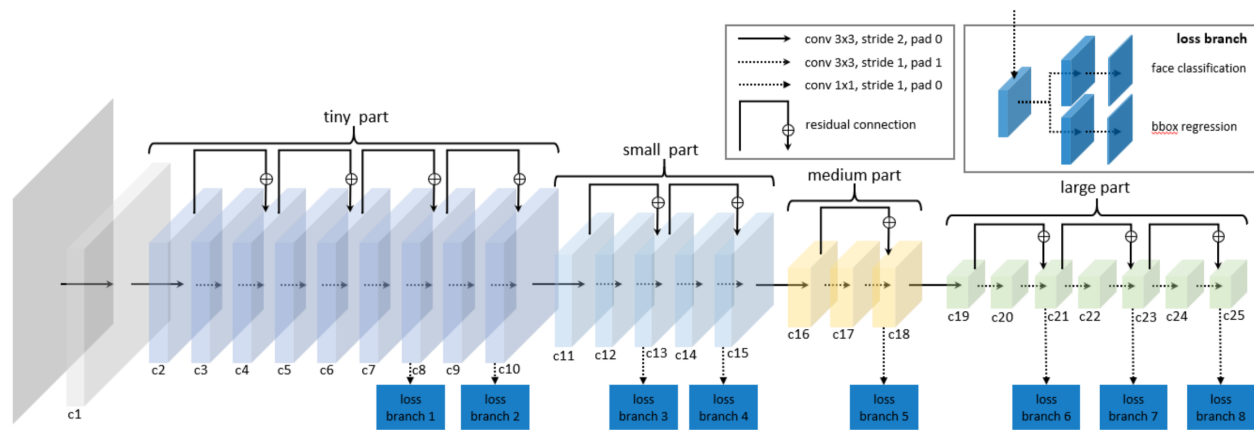 conv 3x3, stride 2, pad 0
conv 3x3, stride 1, pad 1
conv 1x1, stride 1, pad 0
residual connection
loss branch
face classification
bbox regression
tiny part
small part
medium part
large part
c1
c2
c3
c4
c5
c6
c7
c8
c9
c10
c11
c12
c13
c14
c15
c16
c17
c18
c19
c20
c21
c22
c23
c24
c25
loss
branch 1
loss
branch 2
loss
branch 3
loss
branch 4
loss
branch 5
loss
branch 6
loss
branch 7
loss
branch 8